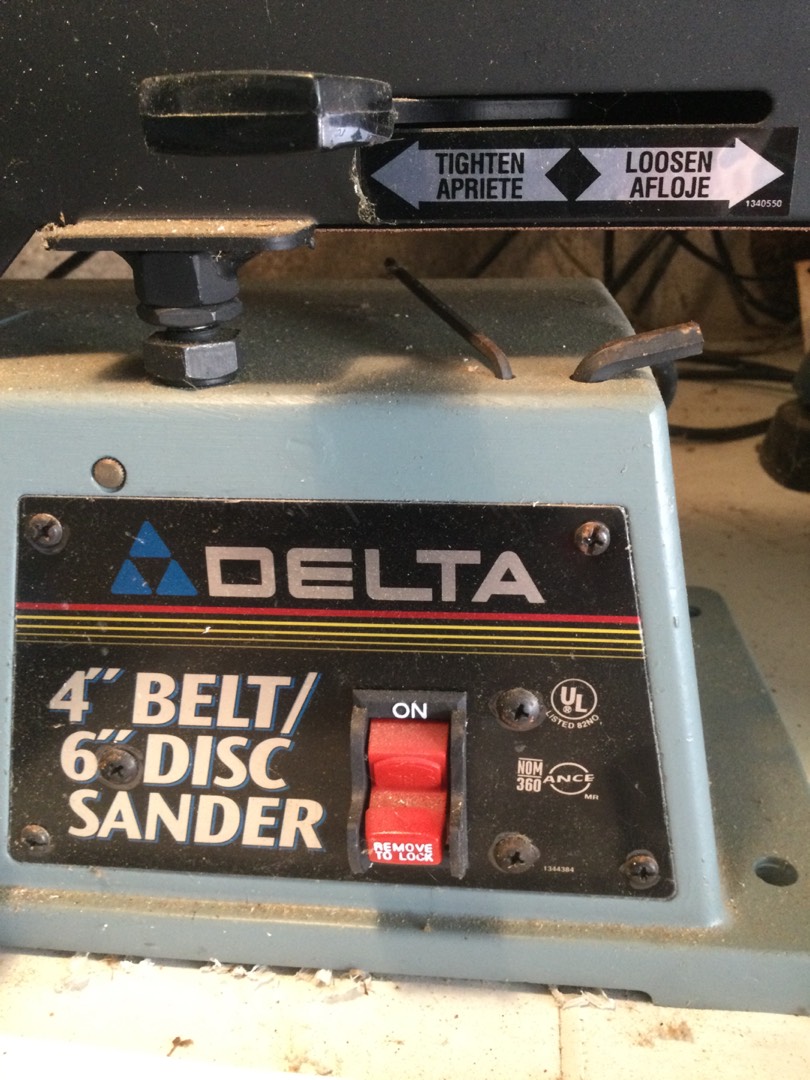 TIGHTEN
APRIETE
LOOSEN
AFLOJE
1340550
DELTA
4" BELT/
6" DISC
SANDER
ON
REMOVE
TO LOCK
UL
®
LISTED 82NO
NOM
360
ANCE
MR
1344384